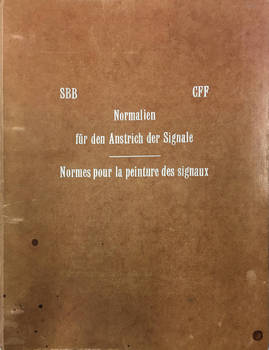 SBB CFF
Normalien
für den Anstrich der Signale
Normes pour la peinture des signaux